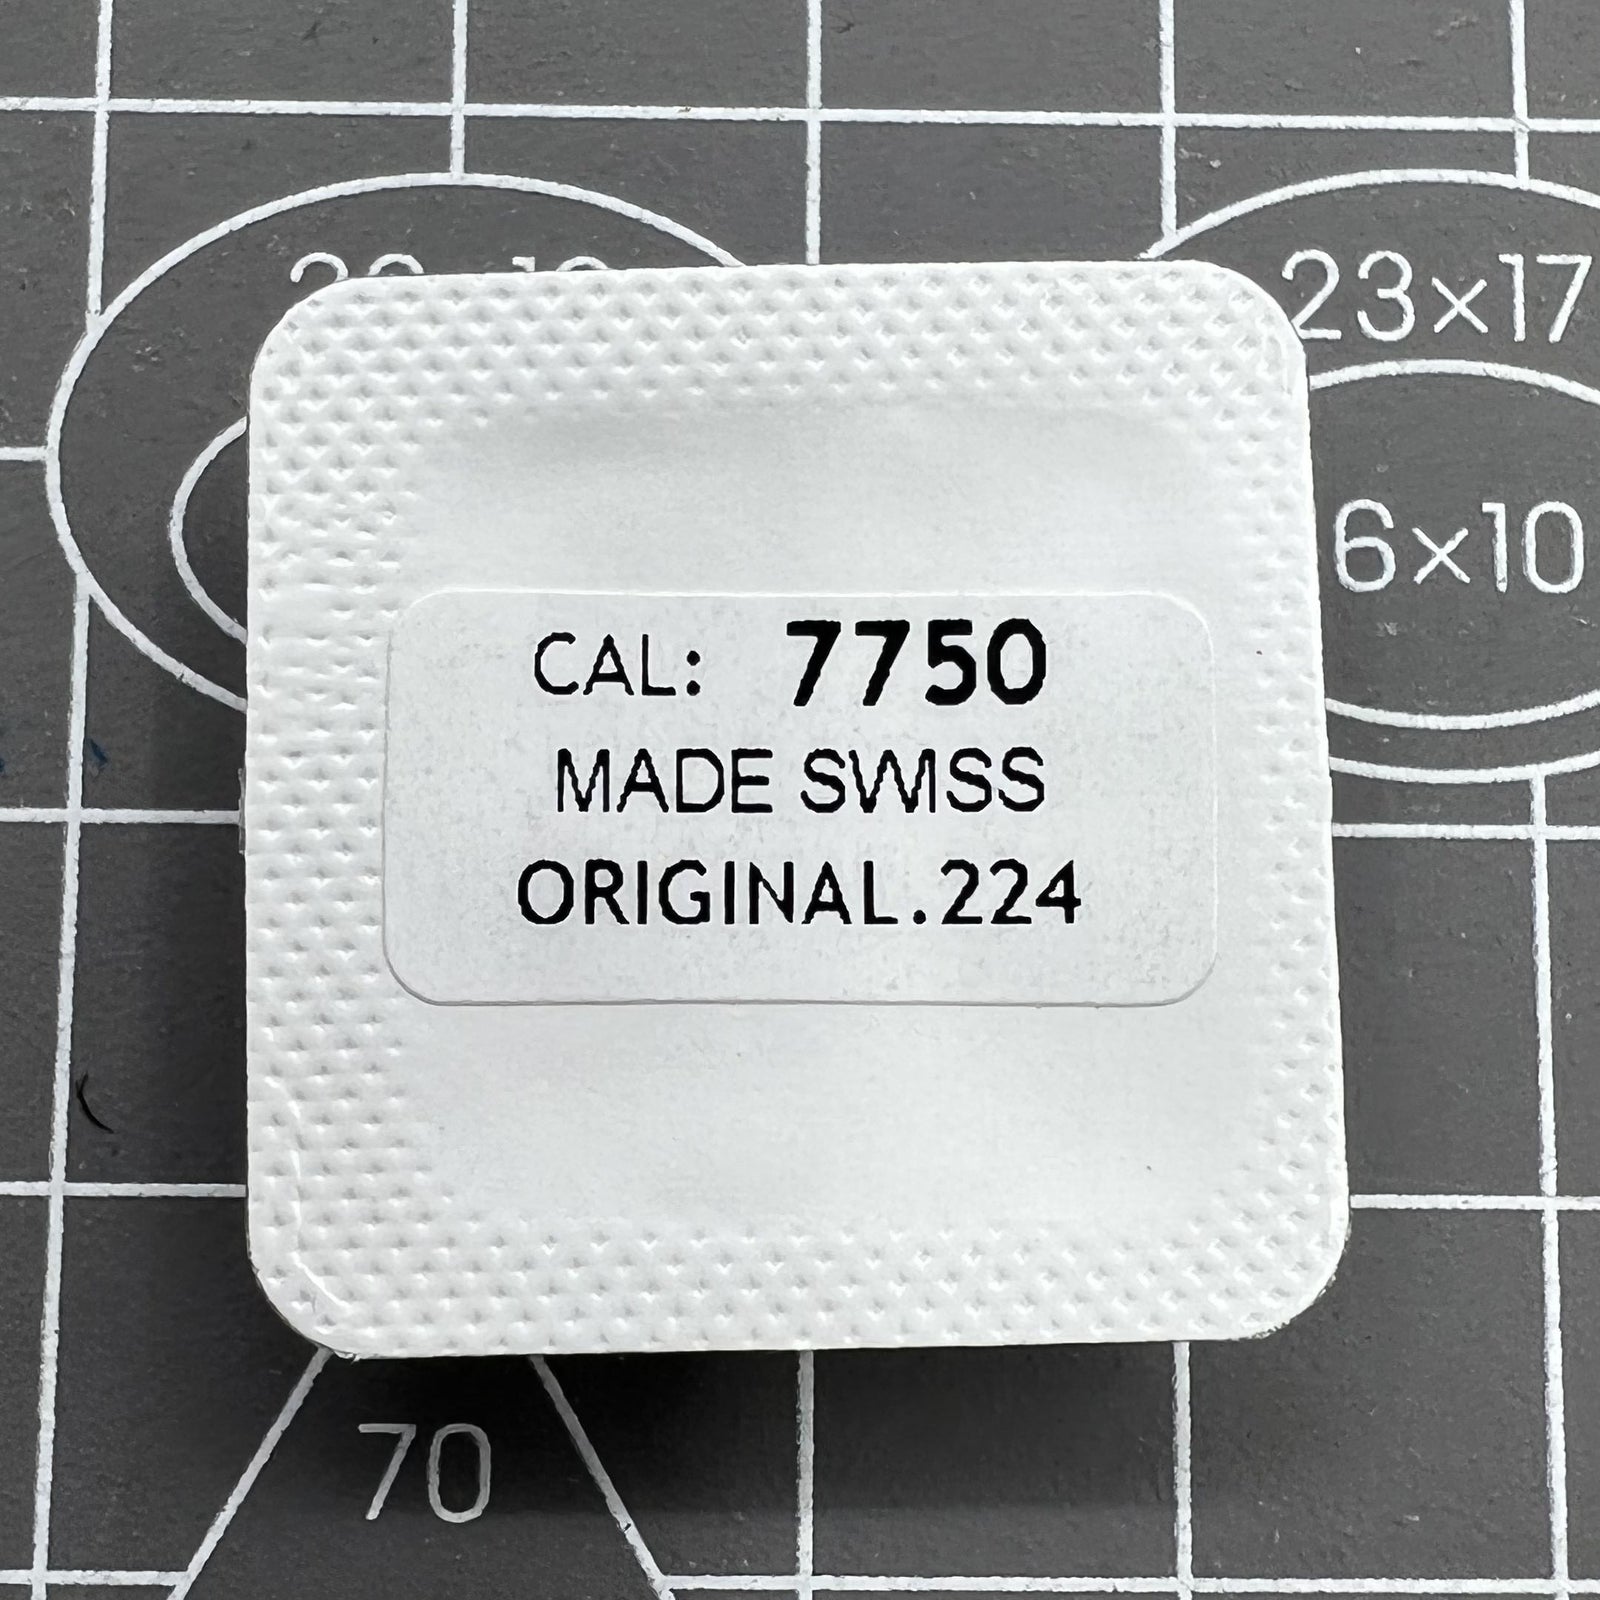 23×17
6×10
CAL: 7750
MADE SWISS
ORIGINAL.224
70